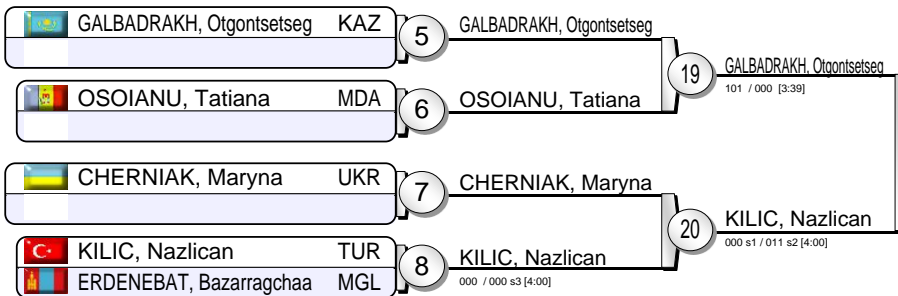 GALBADRAKH, Otgontsetseg KAZ
5
GALBADRAKH, Otgontsetseg
19
GALBADRAKH, Otgontsetseg
101 / 000 [3:39]
OSOIANU, Tatiana MDA
6
OSOIANU, Tatiana
CHERNIAK, Maryna UKR
7
CHERNIAK, Maryna
20
KILIC, Nazlican
000 s1 / 011 s2 [4:00]
KILIC, Nazlican TUR
ERDENEBAT, Bazarragchaa MGL
8
KILIC, Nazlican
000 / 000 s3 [4:00]